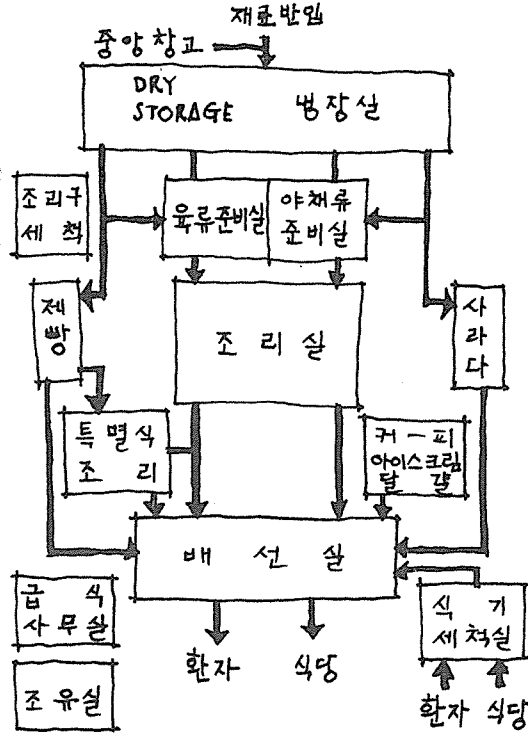 재료반입
중앙창고
DRY
STORAGE
냉장실
조리구
세척
육류준비실
야채류
준비실
제
빵
조리실
사
라
다
특별식
조리
커-피
아이스크림
달걀
배선실
급식
사무실
식기
세척실
환자
식당
조유실
환자
식당